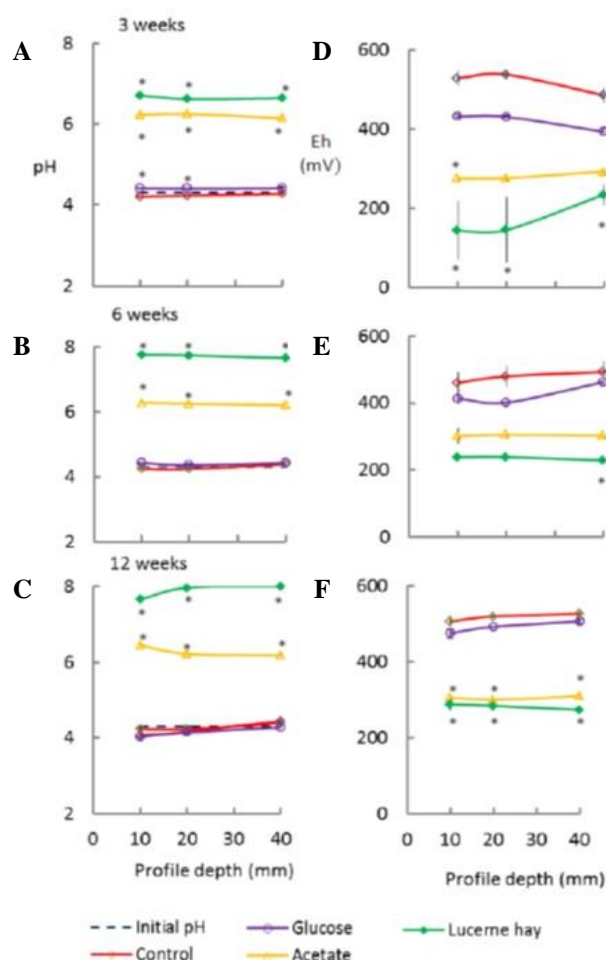 3 weeks
A
D
8
6
4
2
pH
Eh
(mV)
600
400
200
0
* * *
* * *
* *
*
* * *
6 weeks
B
E
8
6
4
2
600
400
200
0
* * *
* * *
*
12 weeks
C
F
8
6
4
2
600
400
200
0
* * *
* * *
* * *
* * *
0 10 20 30 40
0 10 20 30 40
Profile depth (mm)
Profile depth (mm)
Initial pH
Glucose
Lucerne hay
Control
Acetate